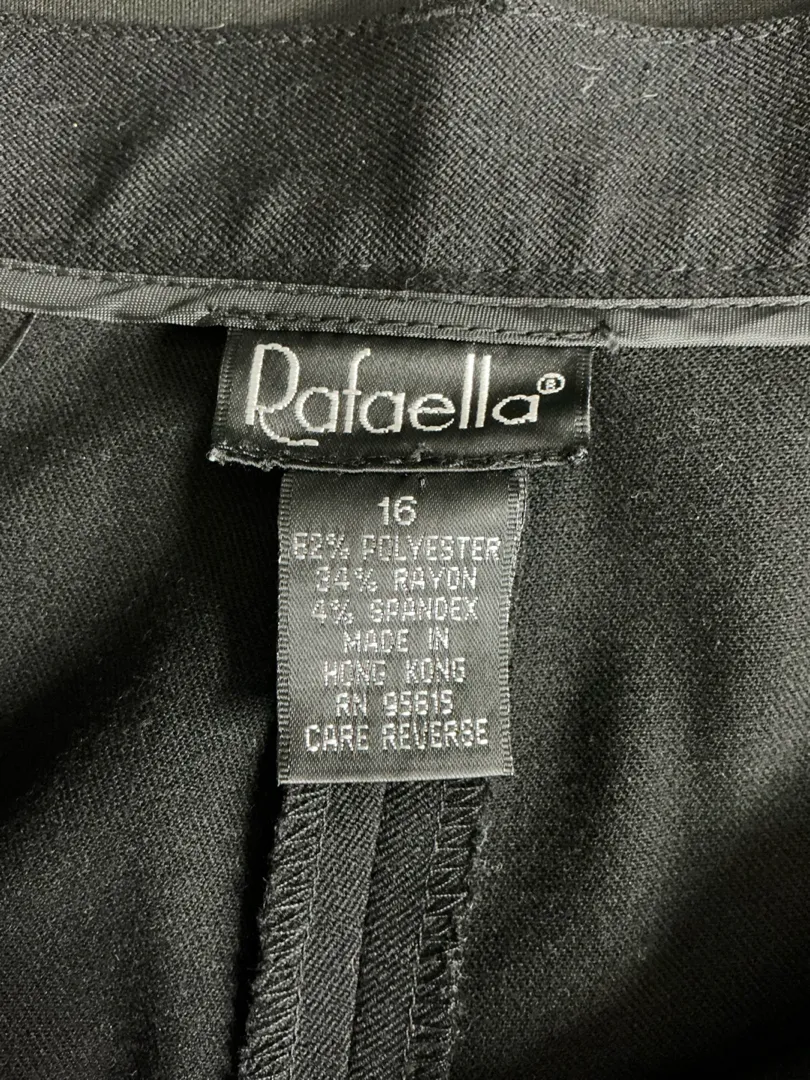 Rafaella®
16
62% POLYESTER
34% RAYON
4% SPANDEX
MADE IN
HONG KONG
RN 95615
CARE REVERSE